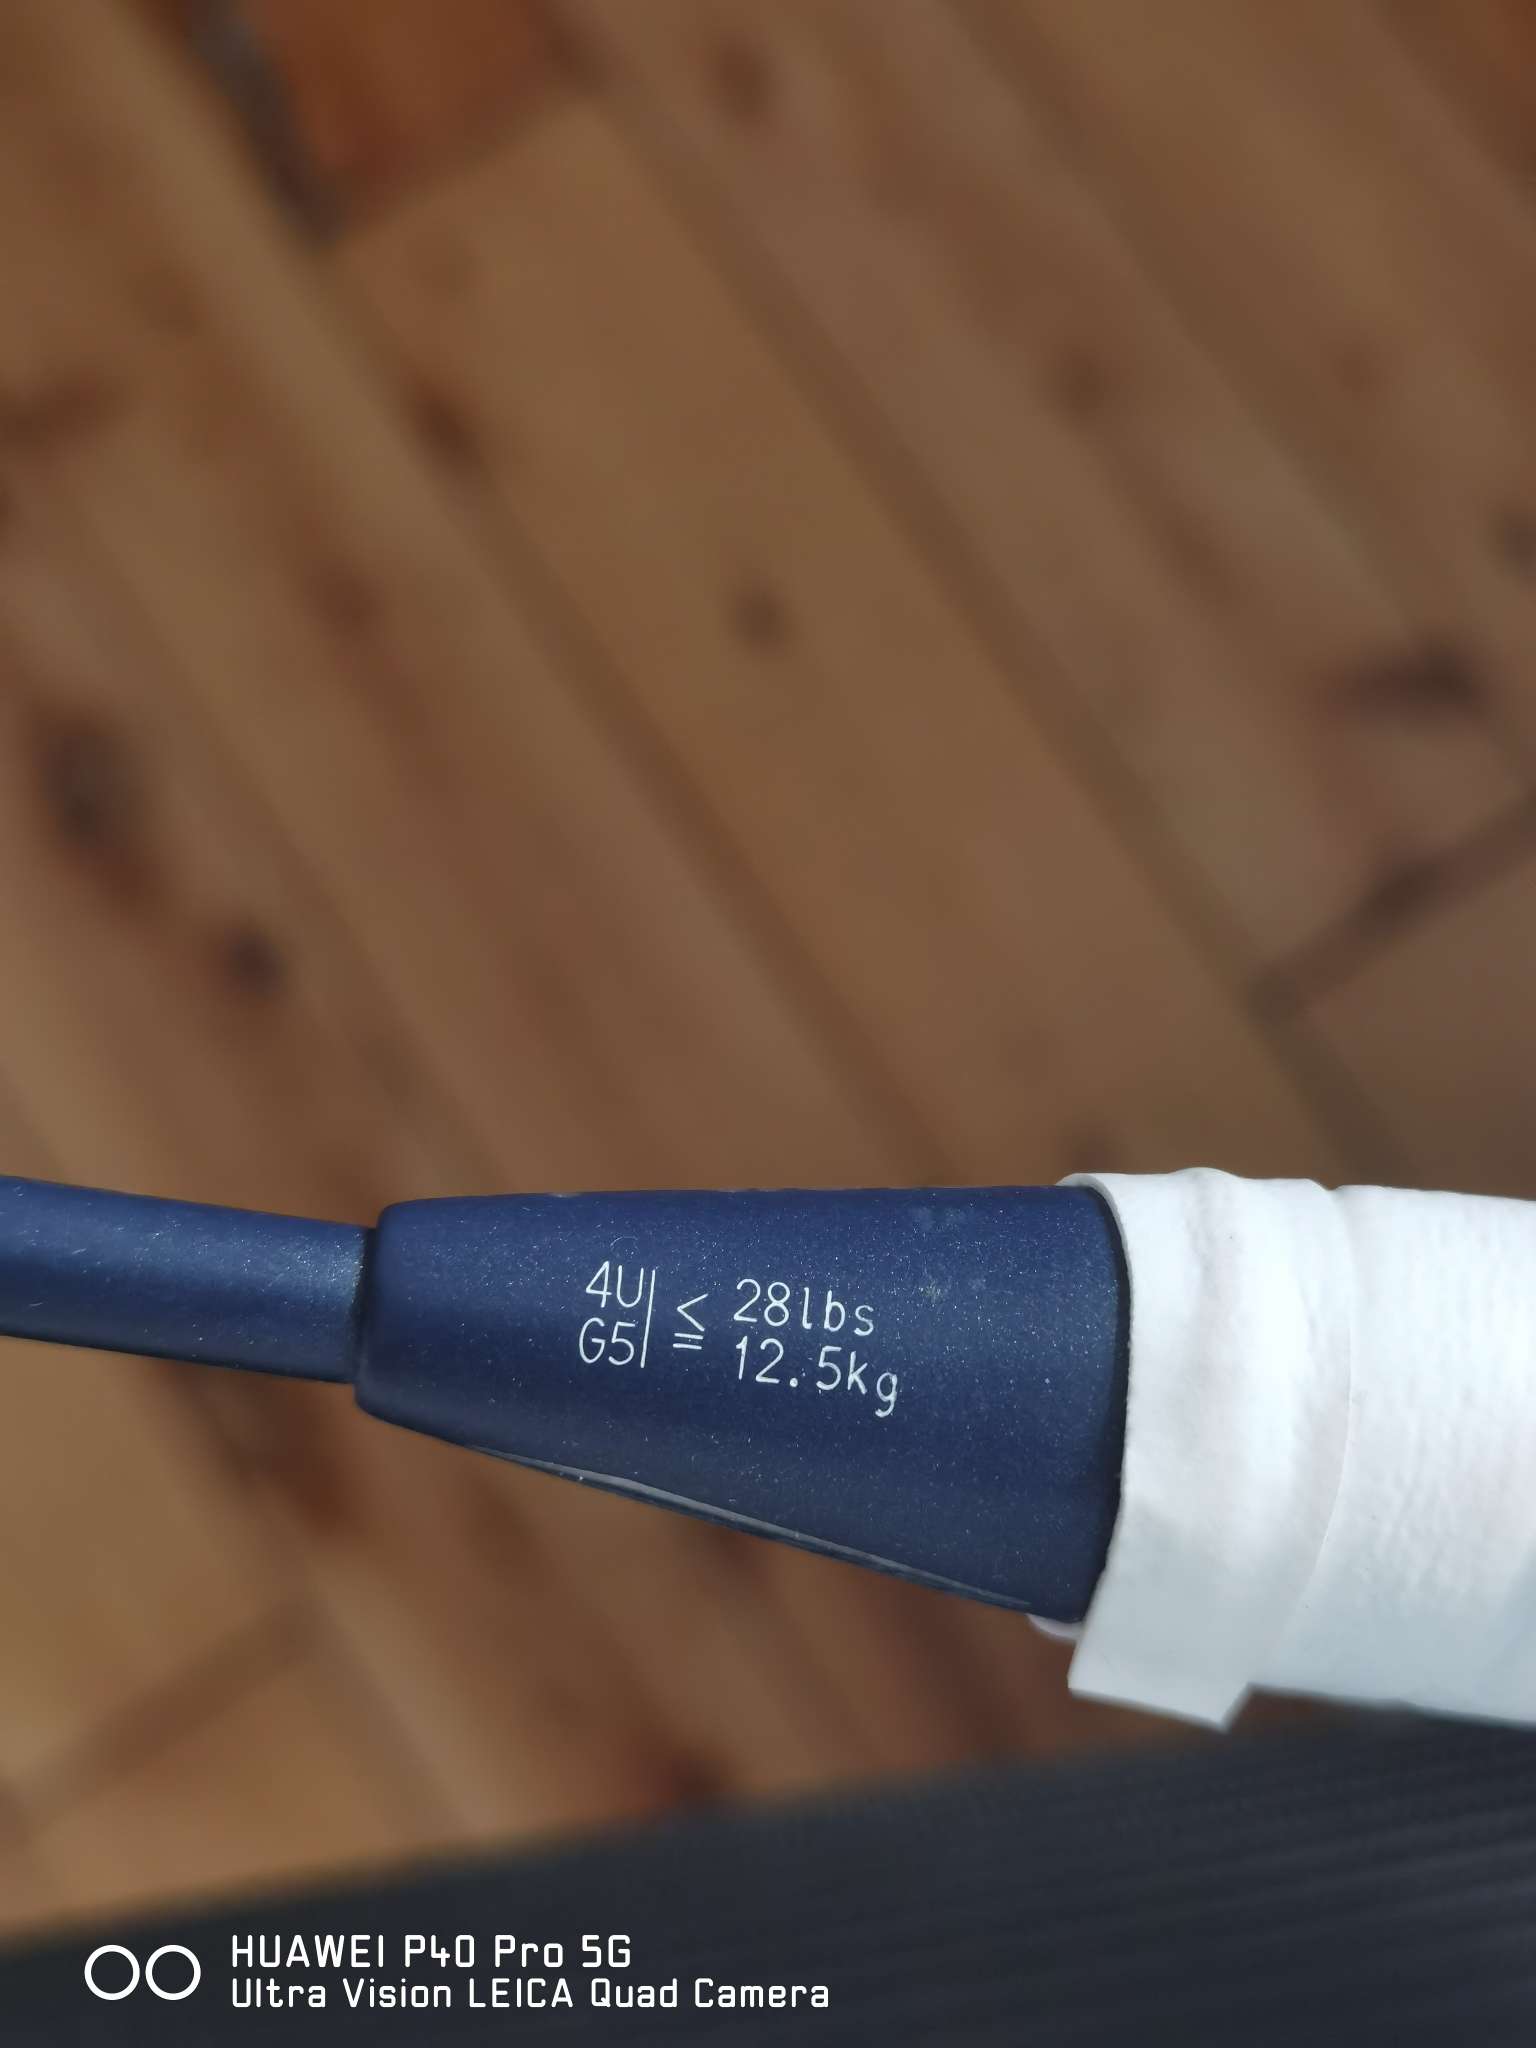 4U
G5
≦ 28lbs
12.5kg
HUAWEI P40 Pro 5G
Ultra Vision LEICA Quad Camera